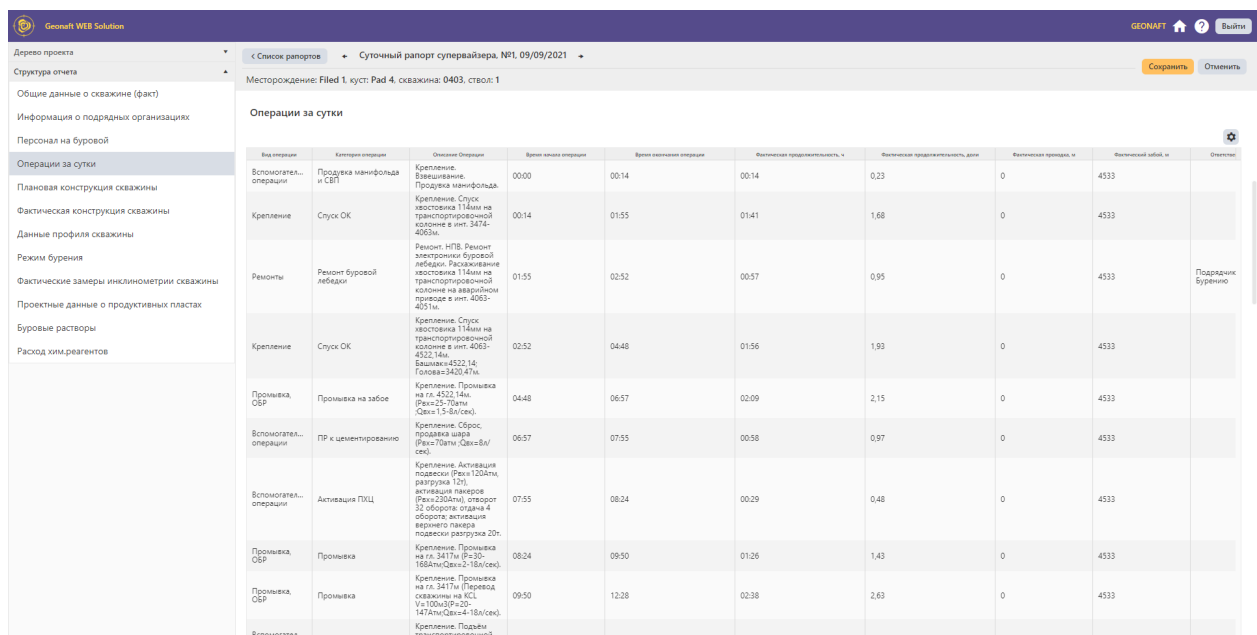 Geonaft WEB Solution
GEONAFT
?
Выйти
Дерево проекта
Структура отчета
Общие данные о скважине (факт)
Информация о подрядных организациях
Персонал на буровой
Операции за сутки
Плановая конструкция скважины
Фактическая конструкция скважины
Данные профиля скважины
Режим бурения
Фактические замеры инклинометрии скважины
Проектные данные о продуктивных пластах
Буровые растворы
Расход хим.реагентов
Список рапортов
Суточный рапорт супервайзера, №1, 09/09/2021
Сохранить
Отменить
Месторождение: Filed 1, куст: Pad 4, скважина: 0403, ствол: 1
Операции за сутки
Вид операции
Категория операции
Описание Операции
Время начала операции
Время окончания операции
Фактическая продолжительность, ч
Фактическая продолжительность, доли
Фактическая проходка, м
Фактический забой, м
Ответстве
Вспомогател...
операции
Продувка манифольда
и СВП
Крепление.
Взвешивание.
Продувка манифольда.
00:00
00:14
00:14
0,23
0
4533
Крепление
Спуск ОК
Крепление. Спуск
хвостовика 114мм на
транспортировочной
колонне в инт. 3474-
4063м.
00:14
01:55
01:41
1,68
0
4533
Ремонты
Ремонт буровой
лебедки
Ремонт. НПВ. Ремонт
электроники буровой
лебедки. Расхаживание
хвостовика 114мм на
транспортировочной
колонне на аварийном
приводе в инт. 4063-
4051м.
01:55
02:52
00:57
0,95
0
4533
Подрядчик
Бурению
Крепление
Спуск ОК
Крепление. Спуск
хвостовика 114мм на
транспортировочной
колонне в инт. 4063-
4522,14м.
Башмак=4522,14;
Голова=3420,47м.
02:52
04:48
01:56
1,93
0
4533
Промывка,
ОБР
Промывка на забое
Крепление. Промывка
на гл. 4522,14м.
(Рвх=25-70атм
;Qвх=1,5-8л/сек).
04:48
06:57
02:09
2,15
0
4533
Вспомогател...
операции
ПР к цементированию
Крепление. Сброс,
продавка шара
(Рвх=70атм ;Qвх=8л/
сек).
06:57
07:55
00:58
0,97
0
4533
Вспомогател...
операции
Активация ПХЦ
Крепление. Активация
подвески (Рвх=120Атм,
разгрузка 12т),
активация пакеров
(Рвх=230Атм), отворот
32 оборота: отдача 4
оборота; активация
верхнего пакера
подвески разгрузка 20т.
07:55
08:24
00:29
0,48
0
4533
Промывка,
ОБР
Промывка
Крепление. Промывка
на гл. 3417м (Р=30-
168Атм;Qвх=2-18л/сек).
08:24
09:50
01:26
1,43
0
4533
Промывка,
ОБР
Промывка
Крепление. Промывка
на гл. 3417м (Перевод
скважины на KCL
V=100м3(Р=20-
147Атм;Qвх=4-18л/сек).
09:50
12:28
02:38
2,63
0
4533
Крепление. Подъём